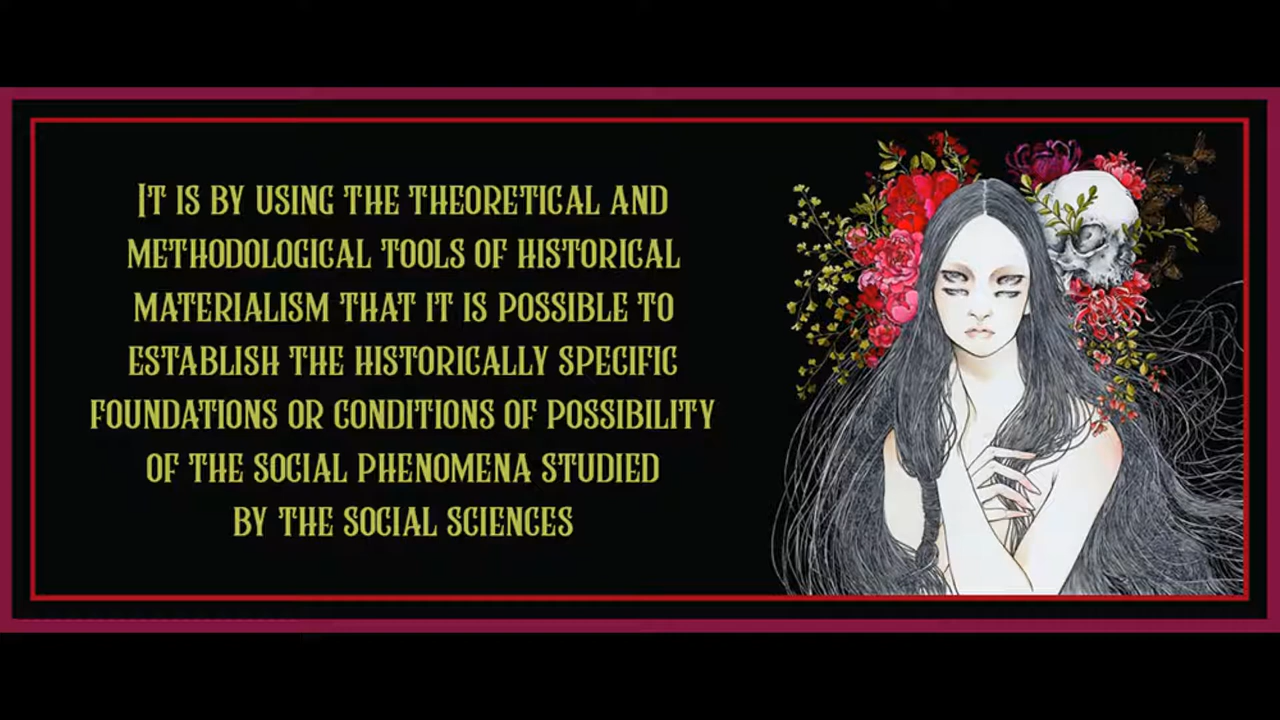 It is by using the theoretical and
methodological tools of historical
materialism that it is possible to
establish the historically specific
foundations or conditions of possibility
of the social phenomena studied
by the social sciences